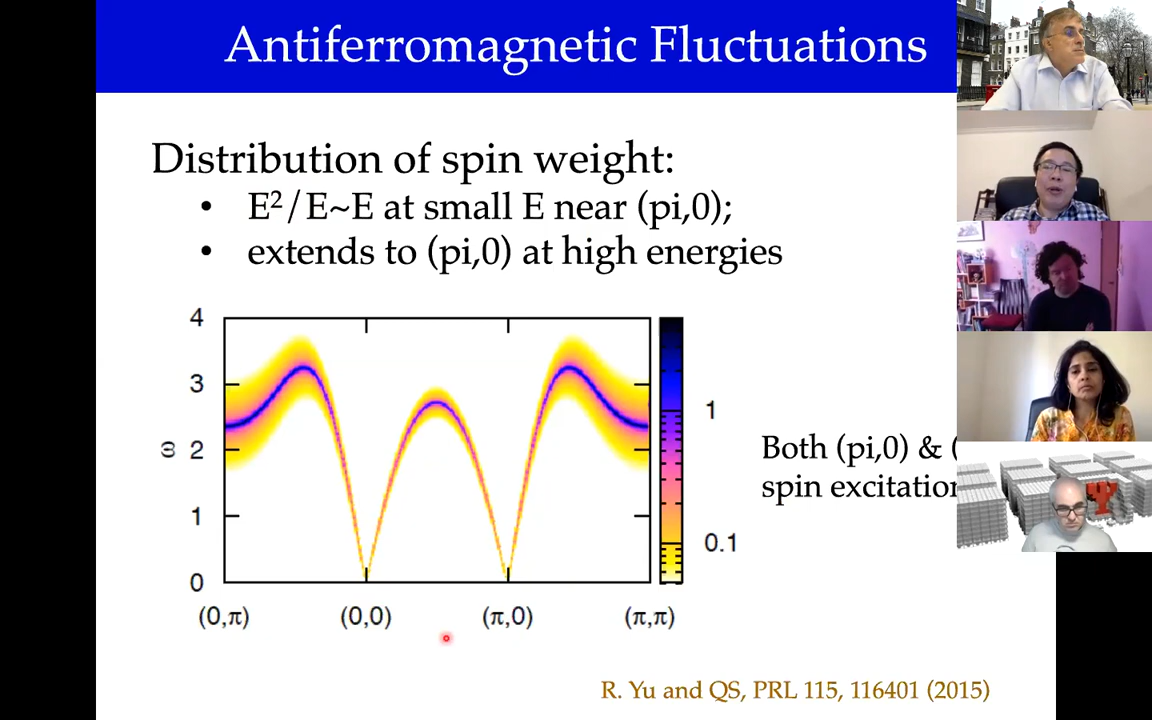 Antiferromagnetic Fluctuations
Distribution of spin weight:
• E²/E~E at small E near (pi,0);
• extends to (pi,0) at high energies
4
3
2
1
0
ω
(0,π) (0,0) (π,0) (π,π)
1
0.1
Both (pi,0) & (
spin
R. Yu and QS, PRL 115, 116401 (2015)